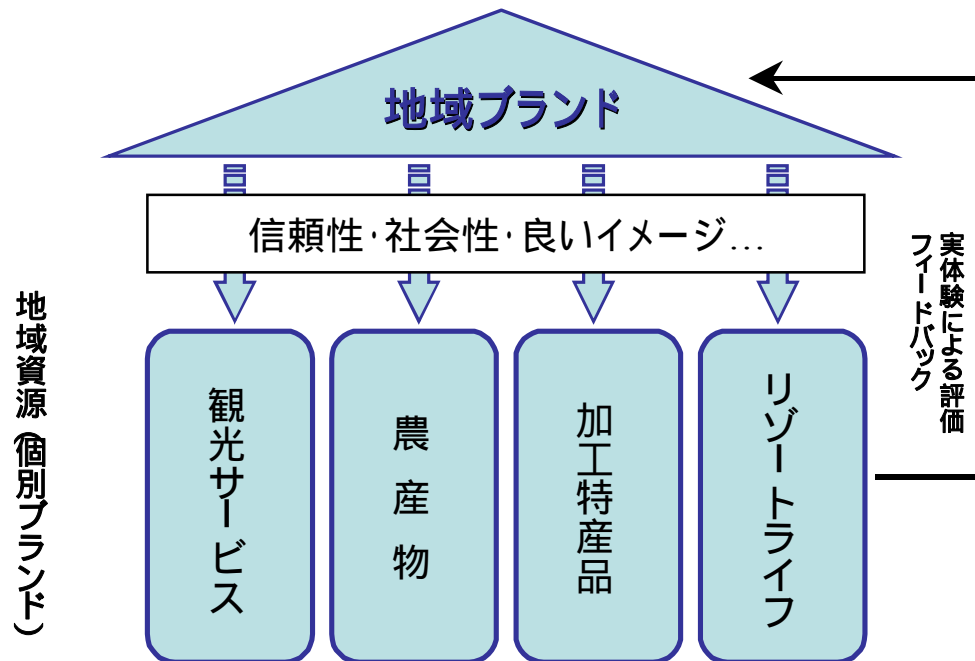 地域ブランド
信頼性･社会性･良いイメージ…
地域資源（個別ブランド）
観光サービス
農産物
加工特産品
リゾートライフ
実体験による評価
フィードバック